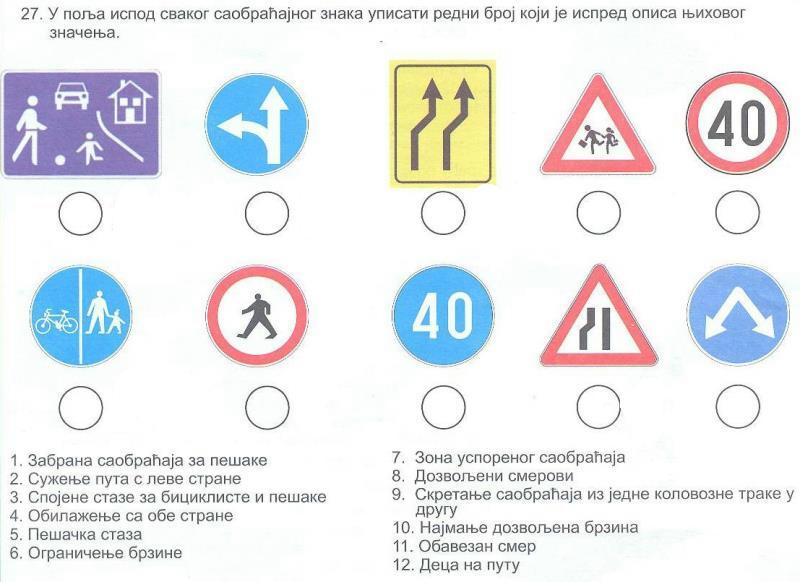 27. У поља испод сваког саобраћајног знака уписати редни број који је испред описа њиховог
значења.
40
40
1. Забрана саобраћаја за пешаке
2. Сужење пута с леве стране
3. Спојене стазе за бициклисте и пешаке
4. Обилажење са обе стране
5. Пешачка стаза
6. Ограничење брзине
7. Зона успореног саобраћаја
8. Дозвољени смерови
9. Скретање саобраћаја из једне коловозне траке у
другу
10. Најмање дозвољена брзина
11. Обавезан смер
12. Деца на путу